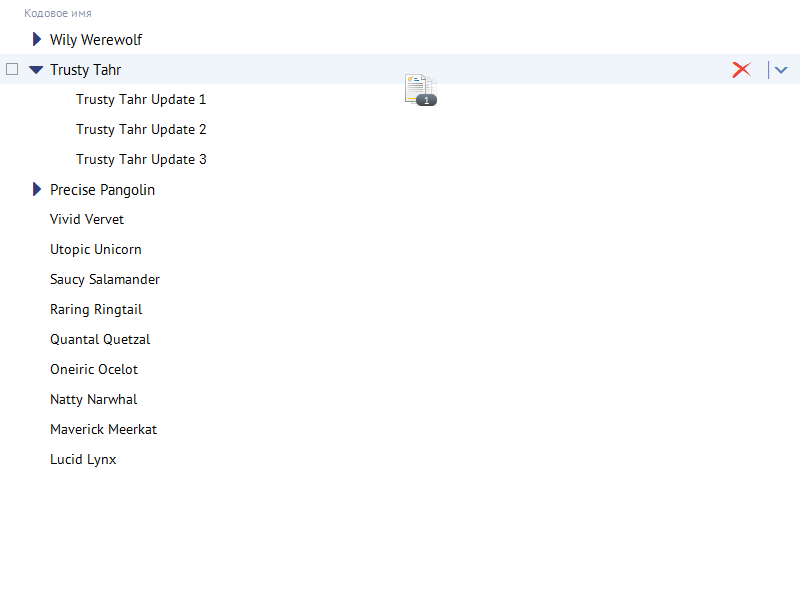 Кодовое имя
Wily Werewolf
Trusty Tahr
1
Trusty Tahr Update 1
Trusty Tahr Update 2
Trusty Tahr Update 3
Precise Pangolin
Vivid Vervet
Utopic Unicorn
Saucy Salamander
Raring Ringtail
Quantal Quetzal
Oneiric Ocelot
Natty Narwhal
Maverick Meerkat
Lucid Lynx